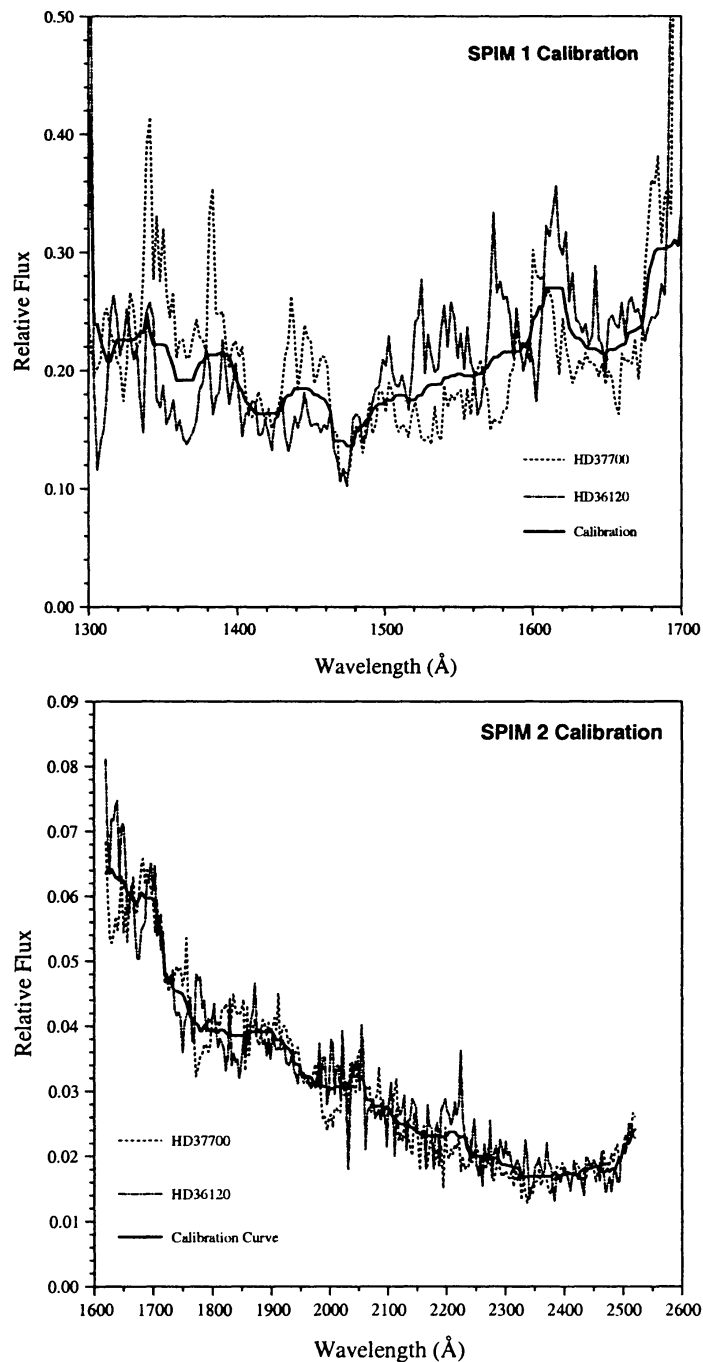 SPIM 1 Calibration
0.50
0.40
0.30
0.20
0.10
0.00
Relative Flux
HD37700
HD36120
Calibration
1300 1400 1500 1600 1700
Wavelength (Å)
SPIM 2 Calibration
0.09
0.08
0.07
0.06
0.05
0.04
0.03
0.02
0.01
0.00
Relative Flux
HD37700
HD36120
Calibration Curve
1600 1700 1800 1900 2000 2100 2200 2300 2400 2500 2600
Wavelength (Å)